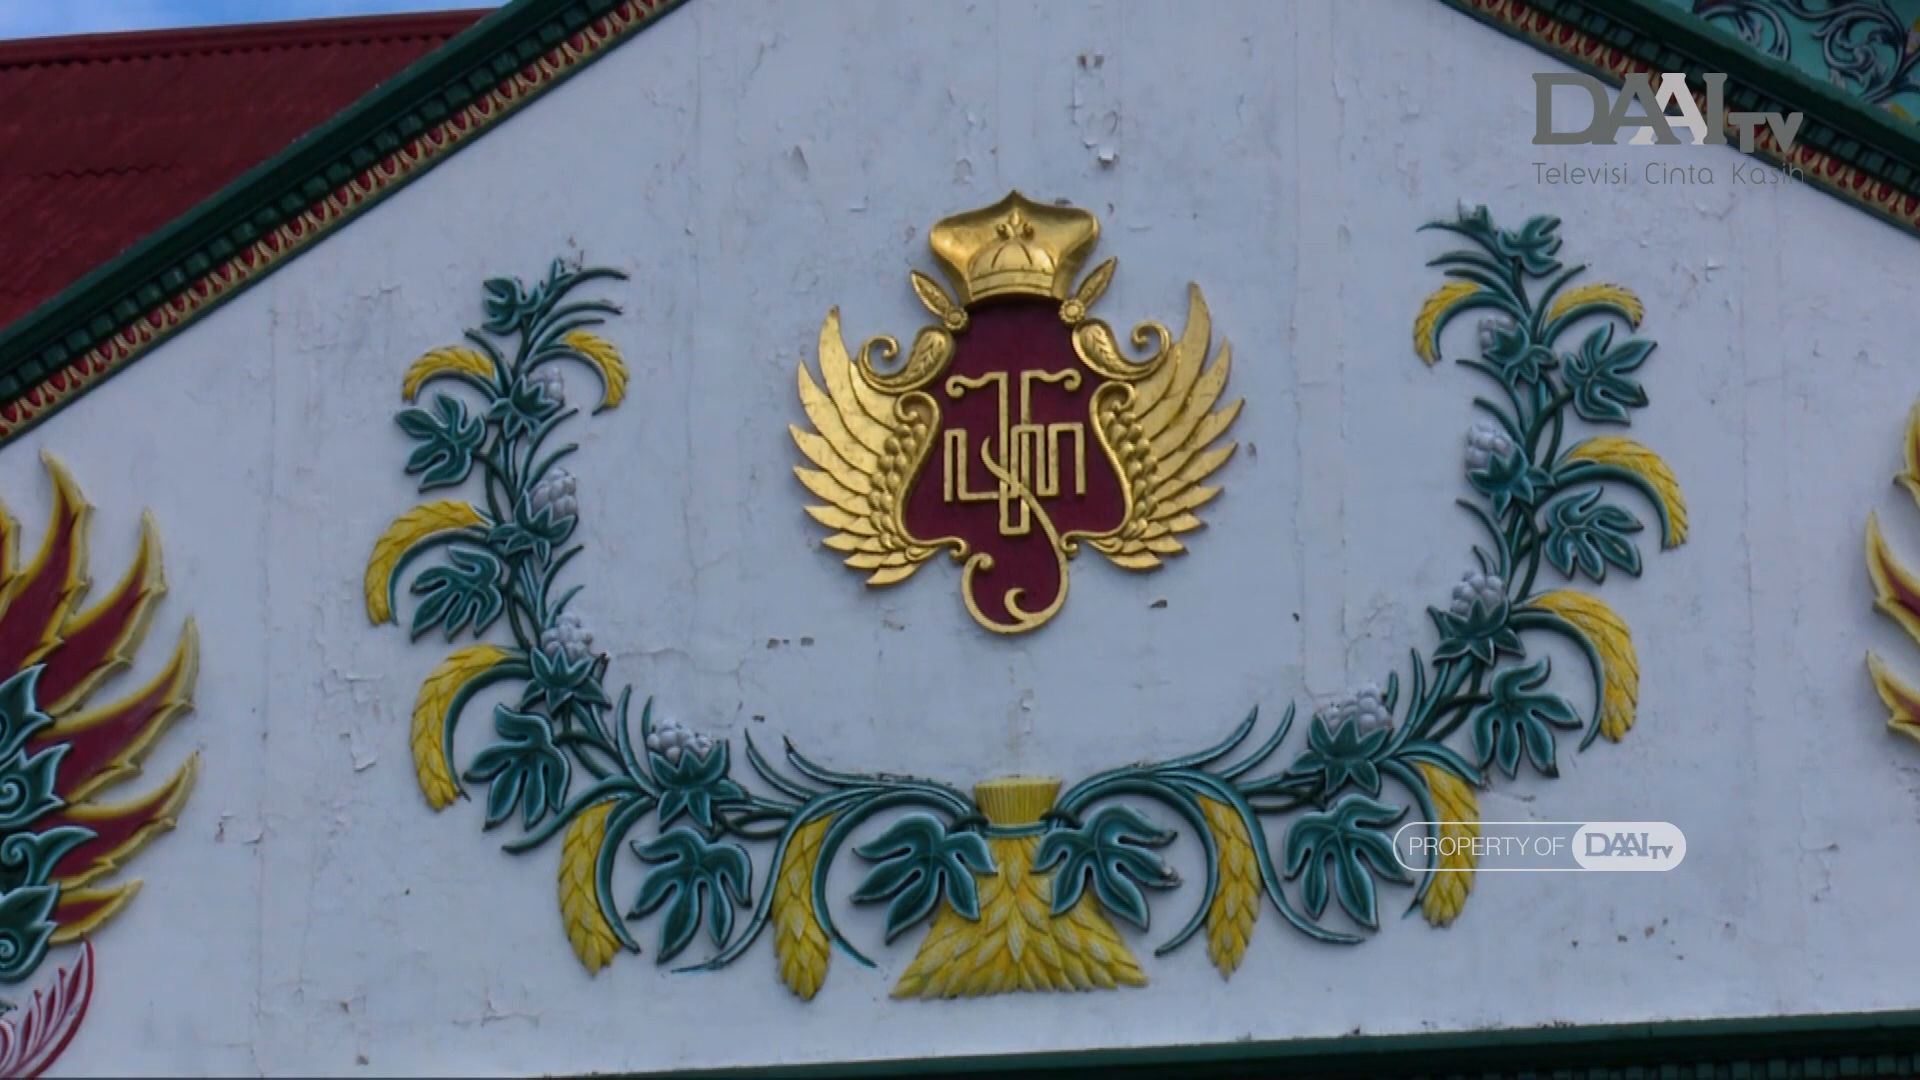 DAAI TV
Televisi Cinta Kasih
PROPERTY OF DAAI TV